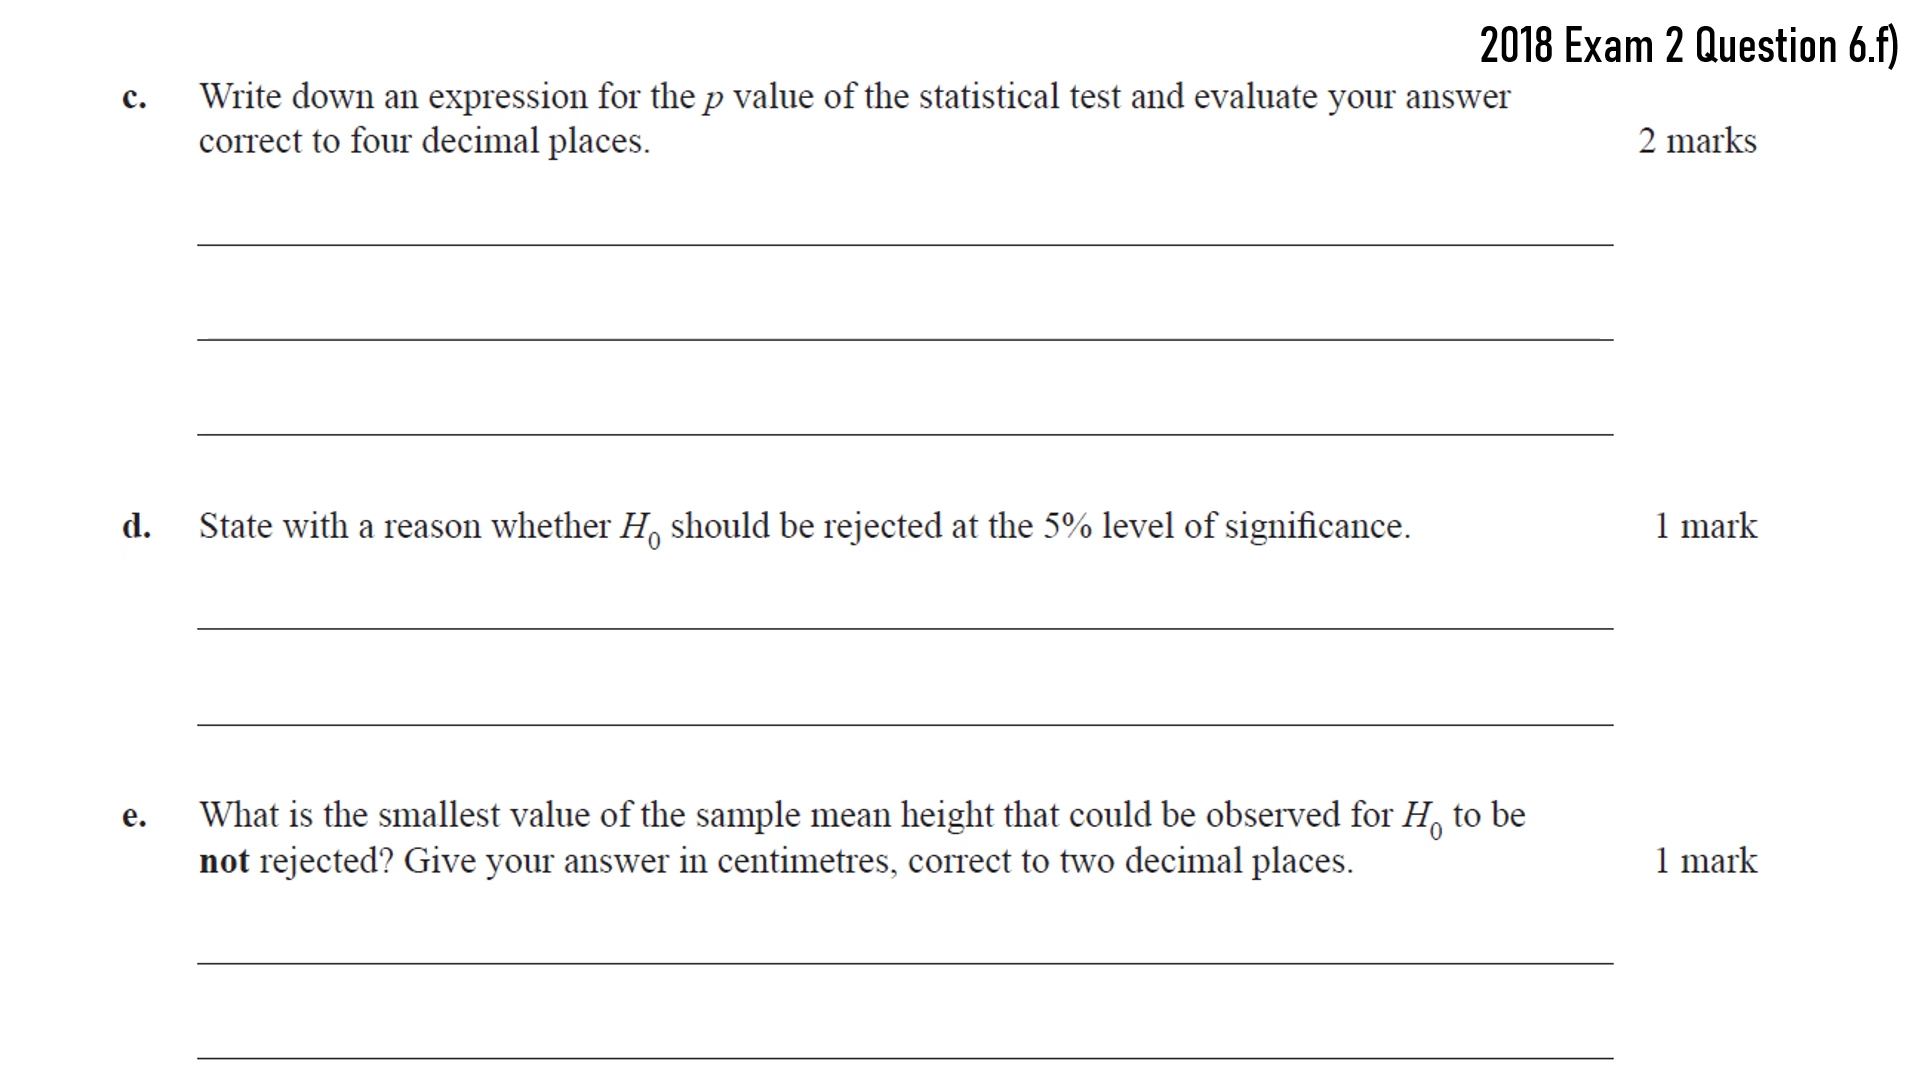 2018 Exam 2 Question 6.f)
c. Write down an expression for the p value of the statistical test and evaluate your answer
correct to four decimal places. 2 marks
d. State with a reason whether H₀ should be rejected at the 5% level of significance. 1 mark
e. What is the smallest value of the sample mean height that could be observed for H₀ to be
not rejected? Give your answer in centimetres, correct to two decimal places. 1 mark